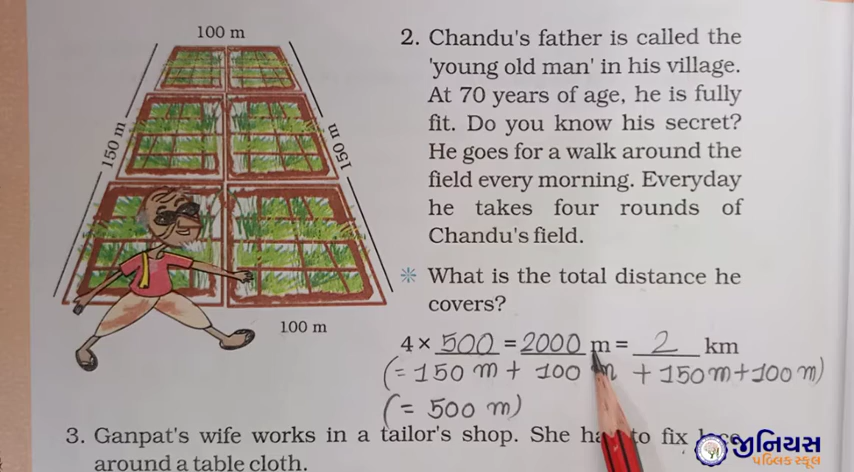 100 m
150 m
150 m
100 m
2. Chandu's father is called the
'young old man' in his village.
At 70 years of age, he is fully
fit. Do you know his secret?
He goes for a walk around the
field every morning. Everyday
he takes four rounds of
Chandu's field.
What is the total distance he
covers?
4 × 500 = 2000 m = 2 km
(= 150 m + 100 m + 150 m + 100 m)
(= 500 m)
3. Ganpat's wife works in a tailor's shop. She to fix
around a table cloth.
જીનિયસ
પબ્લિક સ્કૂલ